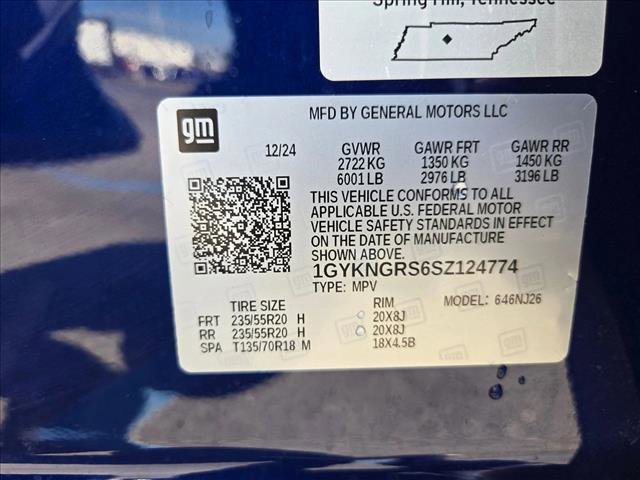 Spring Hill, Tennessee
gm
MFD BY GENERAL MOTORS LLC
12/24 GVWR GAWR FRT GAWR RR
2722 KG 1350 KG 1450 KG
6001 LB 2976 LB 3196 LB
THIS VEHICLE CONFORMS TO ALL
APPLICABLE U.S. FEDERAL MOTOR
VEHICLE SAFETY STANDARDS IN EFFECT
ON THE DATE OF MANUFACTURE
SHOWN ABOVE.
1GYKNGRS6SZ124774
TYPE: MPV
TIRE SIZE RIM MODEL: 646NJ26
FRT 235/55R20 H 20X8J
RR 235/55R20 H 20X8J
SPA T135/70R18 M 18X4.5B